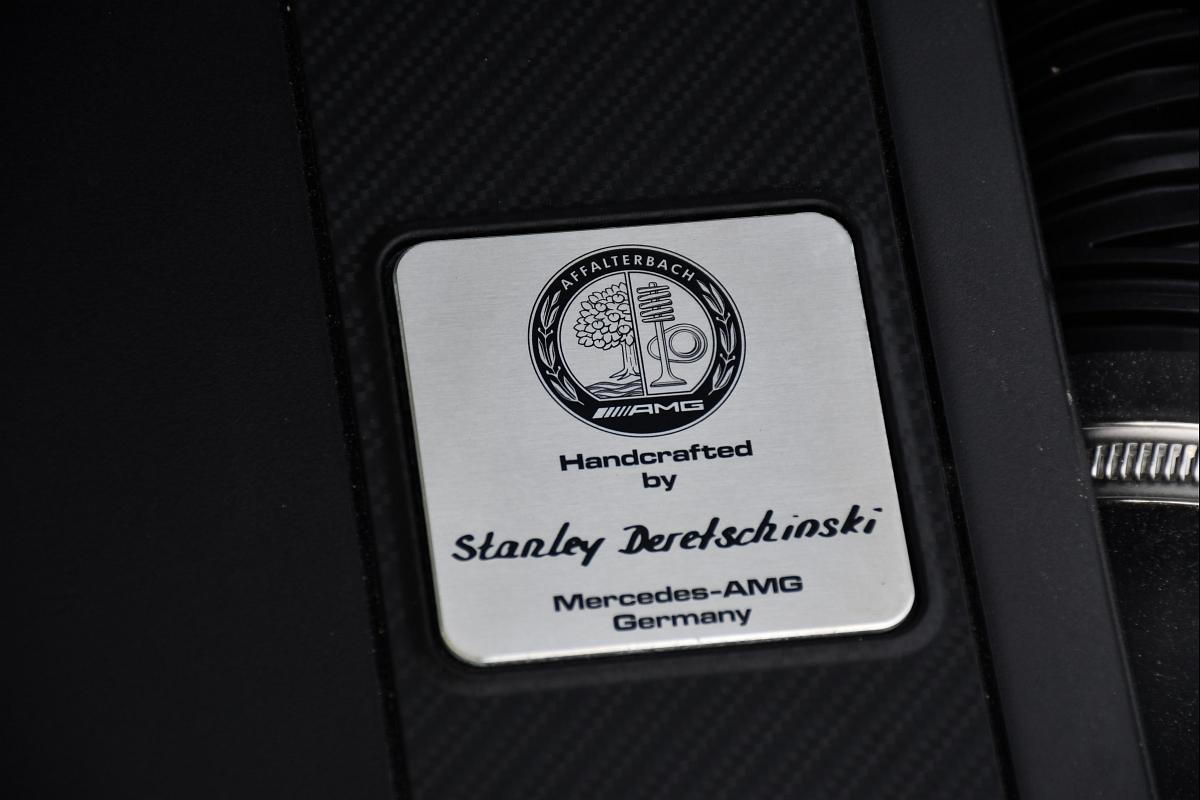 AFFALTERBACH
AMG
Handcrafted
by
Stanley Deretschinski
Mercedes-AMG
Germany